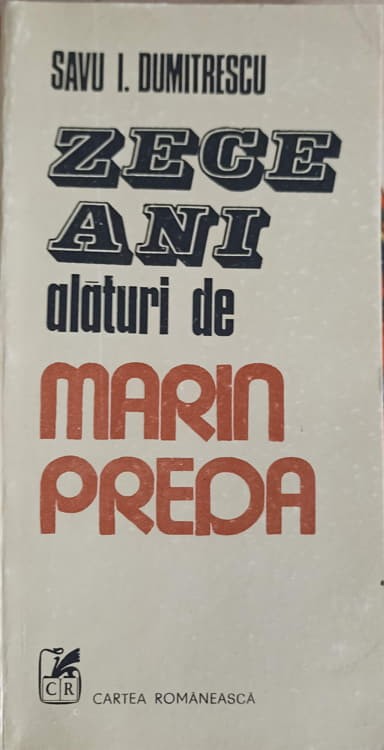 SAVU I. DUMITRESCU
ZECE
ANI
alături de
MARIN
PREDA
CR
CARTEA ROMÂNEASCĂ